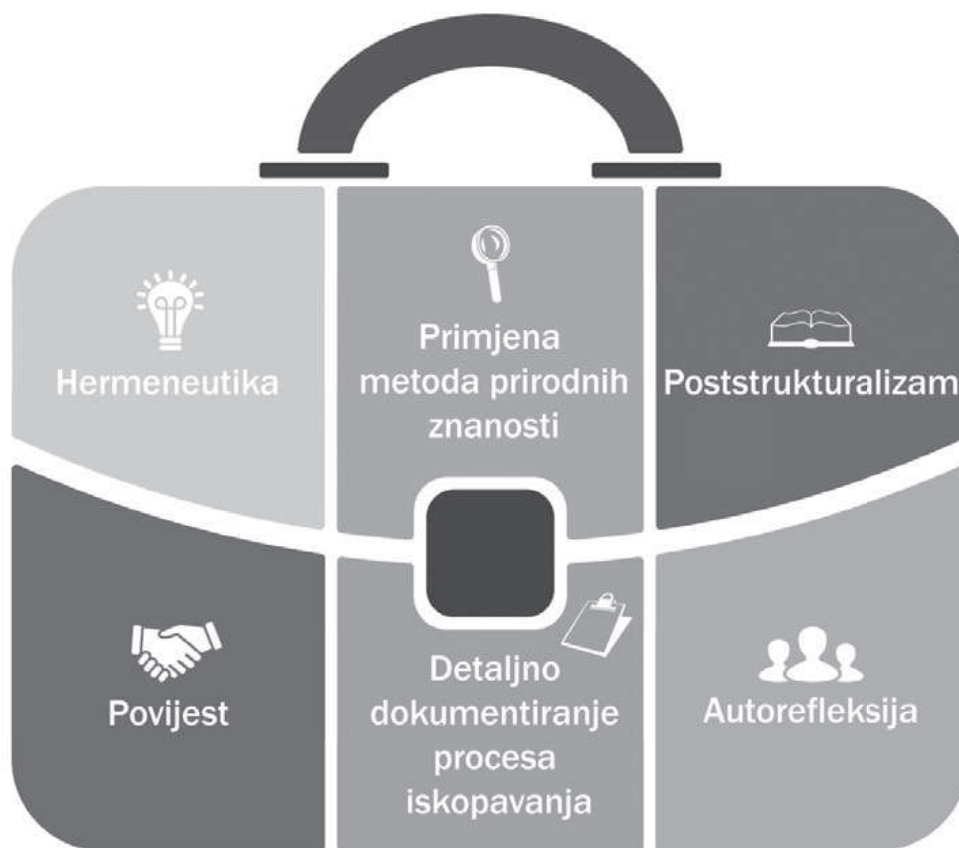 Hermeneutika
Primjena
metoda prirodnih
znanosti
Poststrukturalizam
Povijest
Detaljno
dokumentiranje
procesa
iskopavanja
Autorefleksija